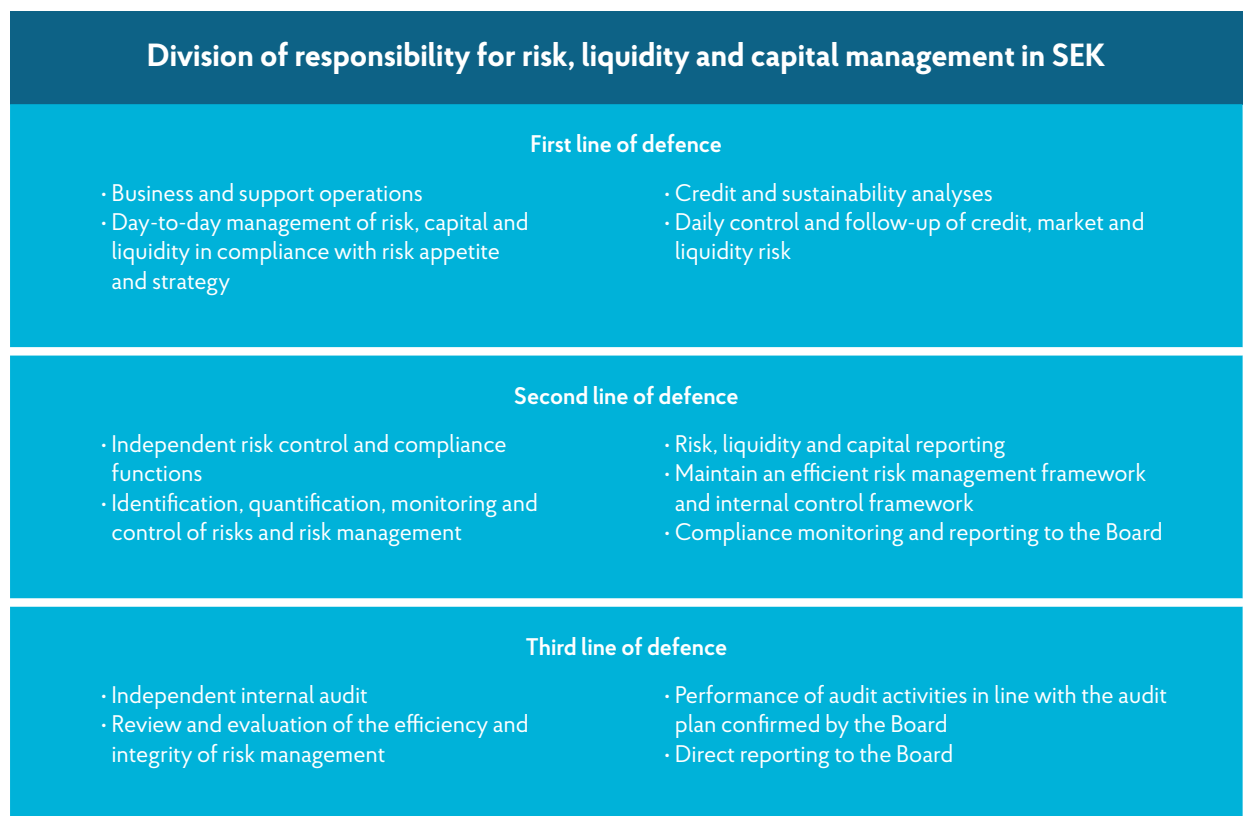 Division of responsibility for risk, liquidity and capital management in SEK
First line of defence
· Business and support operations
· Day-to-day management of risk, capital and
liquidity in compliance with risk appetite
and strategy
· Credit and sustainability analyses
· Daily control and follow-up of credit, market and
liquidity risk
Second line of defence
· Independent risk control and compliance
functions
· Identification, quantification, monitoring and
control of risks and risk management
· Risk, liquidity and capital reporting
· Maintain an efficient risk management framework
and internal control framework
· Compliance monitoring and reporting to the Board
Third line of defence
· Independent internal audit
· Review and evaluation of the efficiency and
integrity of risk management
· Performance of audit activities in line with the audit
plan confirmed by the Board
· Direct reporting to the Board